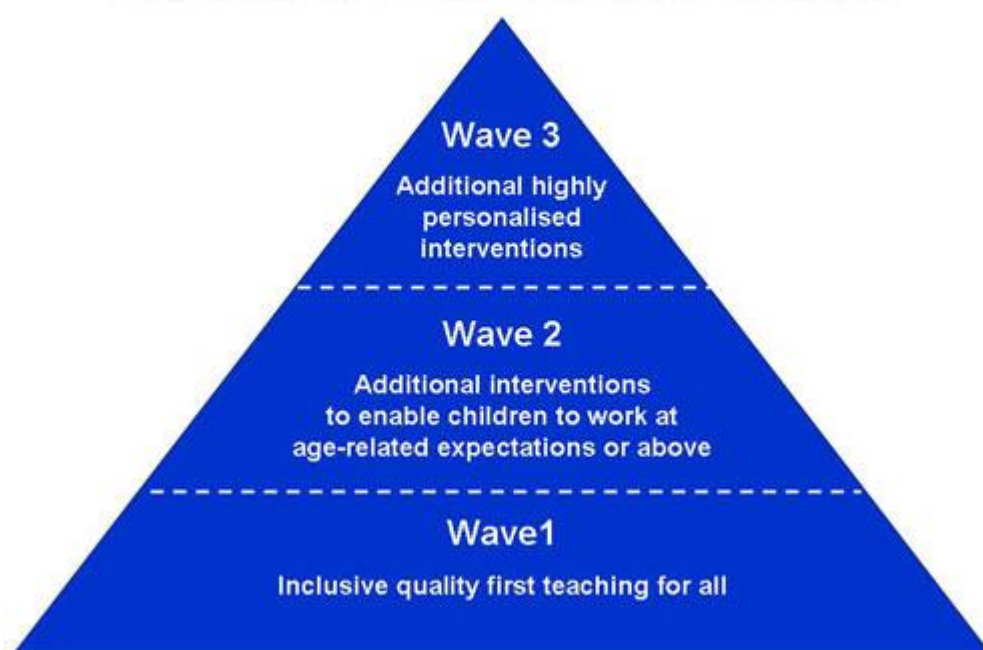 Wave 3
Additional highly
personalised
interventions
Wave 2
Additional interventions
to enable children to work at
age-related expectations or above
Wave1
Inclusive quality first teaching for all